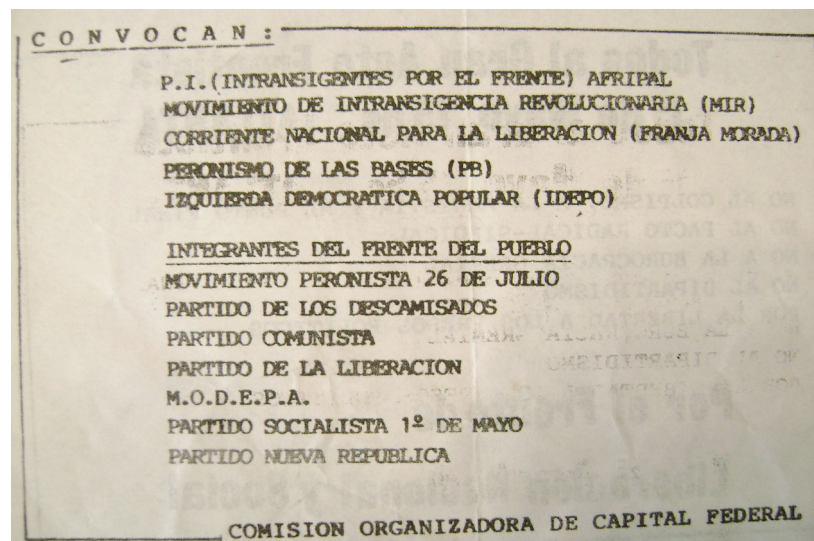 CONVOCAN:
P.I.(INTRANSIGENTES POR EL FRENTE) AFRIPAL
MOVIMIENTO DE INTRANSIGENCIA REVOLUCIONARIA (MIR)
CORRIENTE NACIONAL PARA LA LIBERACION (FRANJA MORADA)
PERONISMO DE LAS BASES (PB)
IZQUIERDA DEMOCRATICA POPULAR (IDEPO)
INTEGRANTES DEL FRENTE DEL PUEBLO
MOVIMIENTO PERONISTA 26 DE JULIO
PARTIDO DE LOS DESCAMISADOS
PARTIDO COMUNISTA
PARTIDO DE LA LIBERACION
M.O.D.E.P.A.
PARTIDO SOCIALISTA 1º DE MAYO
PARTIDO NUEVA REPUBLICA
COMISION ORGANIZADORA DE CAPITAL FEDERAL